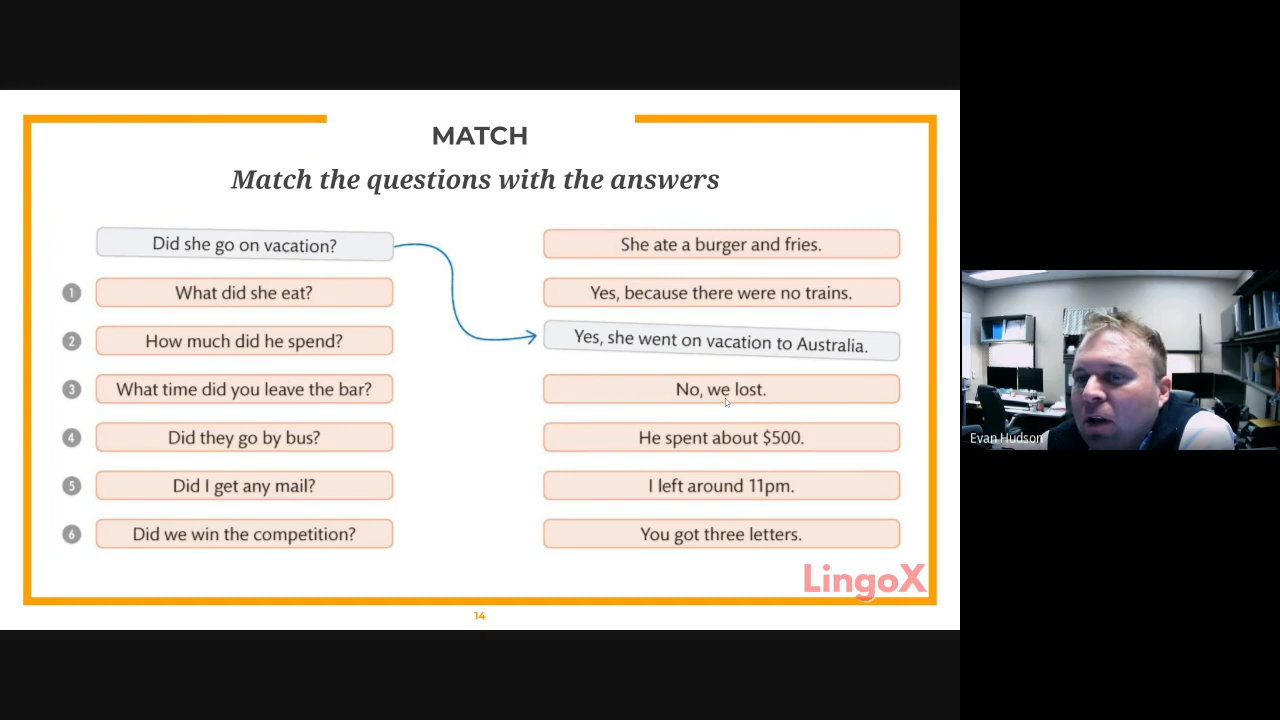 MATCH
Match the questions with the answers
Did she go on vacation?
She ate a burger and fries.
1 What did she eat?
Yes, because there were no trains.
2 How much did he spend?
Yes, she went on vacation to Australia.
3 What time did you leave the bar?
No, we lost.
4 Did they go by bus?
He spent about $500.
5 Did I get any mail?
I left around 11pm.
6 Did we win the competition?
You got three letters.
LingoX
14
Evan Hudson